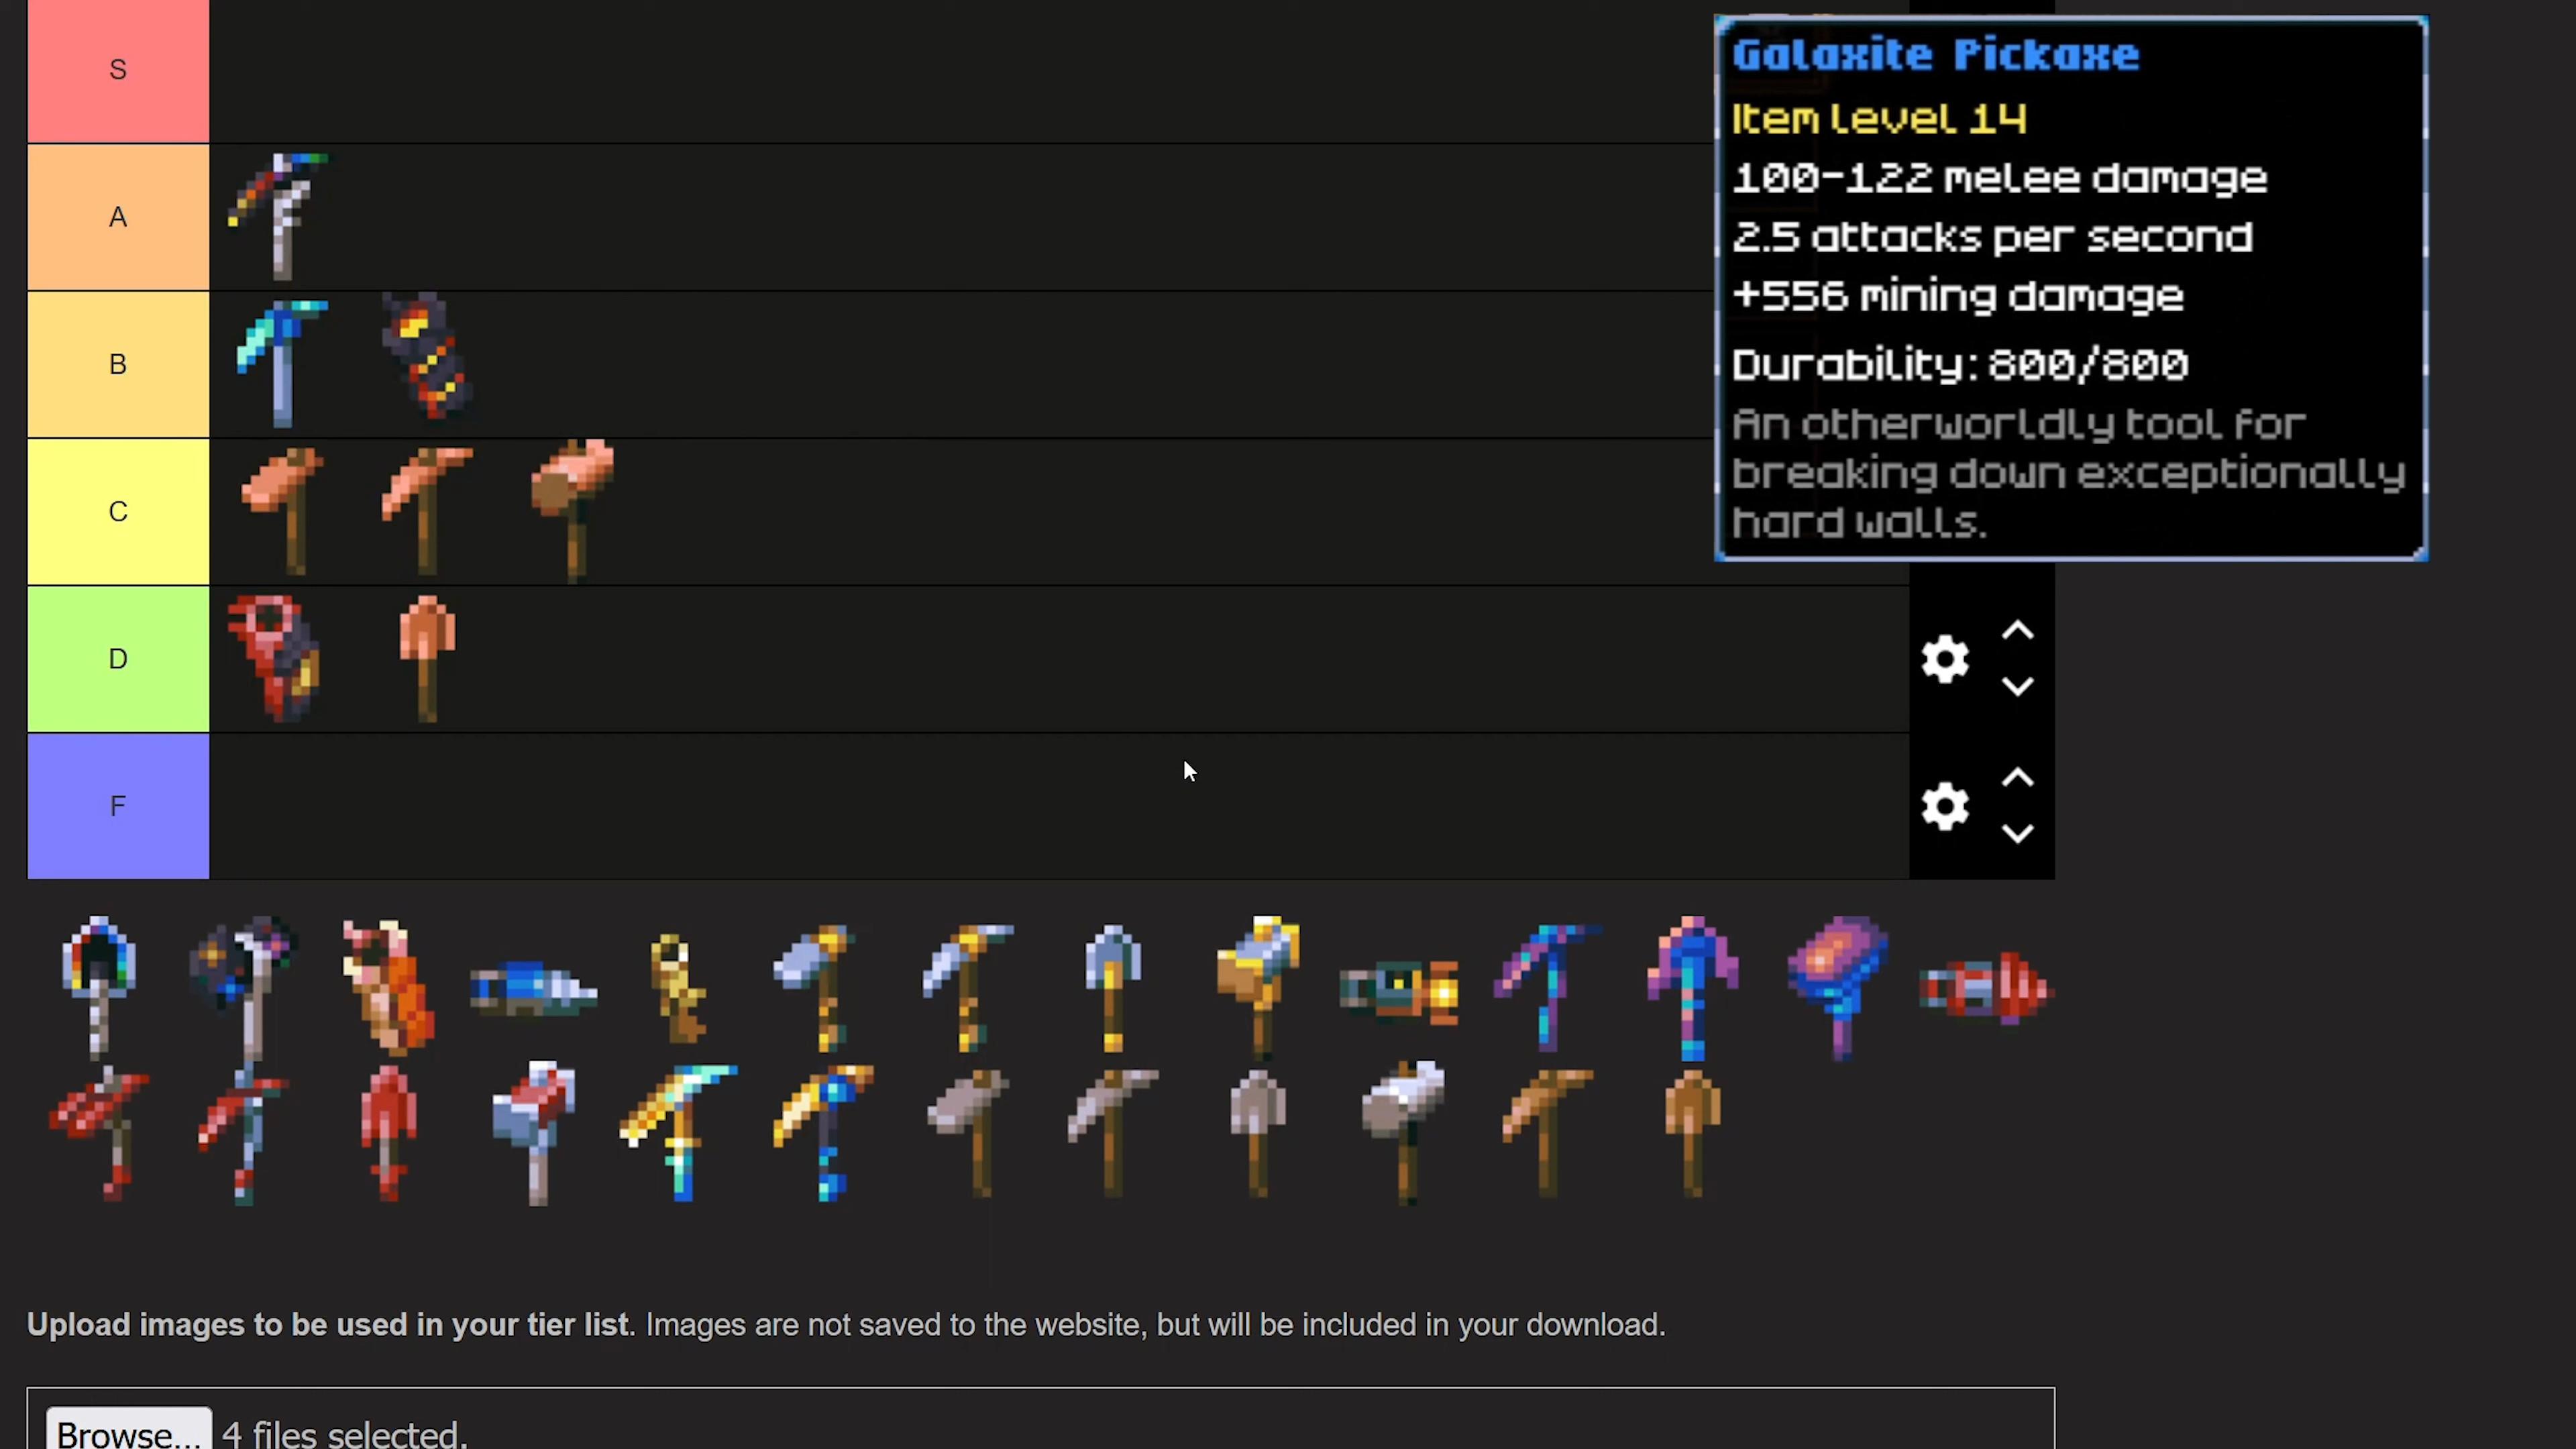 S
A
B
C
D
F
Galaxite Pickaxe
Item level 14
100-122 melee damage
2.5 attacks per second
+556 mining damage
Durability: 800/800
An otherworldly tool for
breaking down exceptionally
hard walls.
Upload images to be used in your tier list. Images are not saved to the website, but will be included in your download.
Browse... 4 files selected.